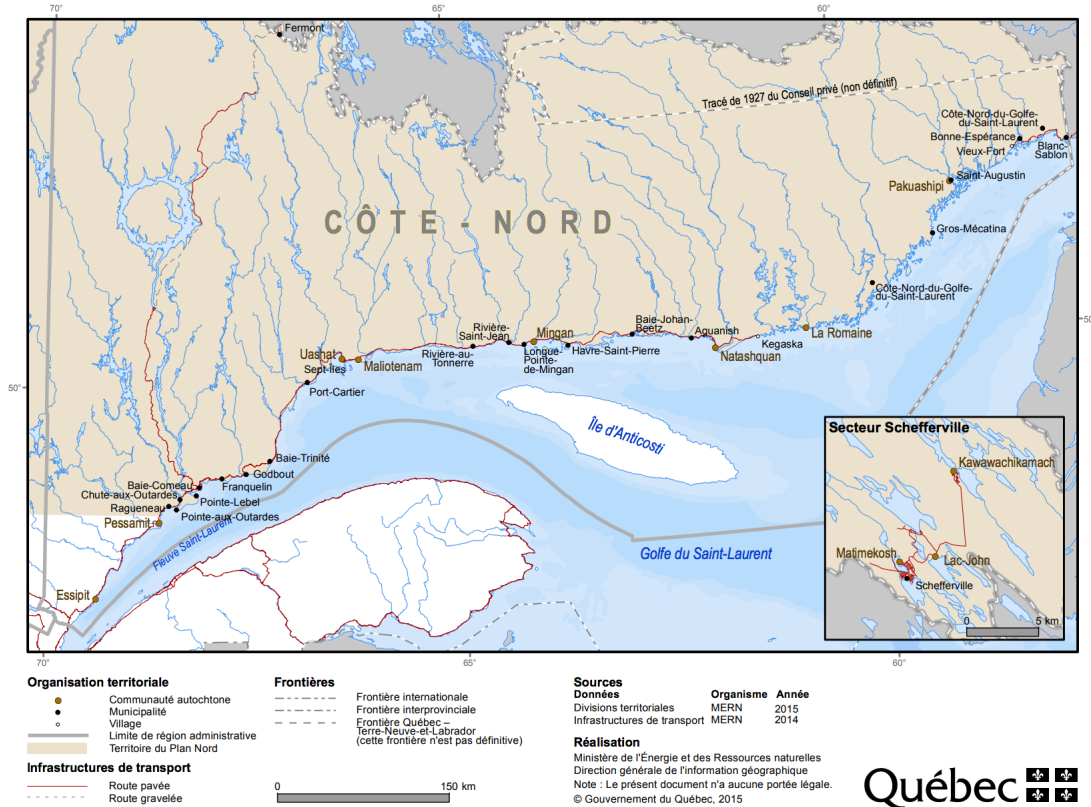 70°
65°
60°
Fermont
Tracé de 1927 du Conseil privé (non définitif)
Côte-Nord-du-Golfe-
du-Saint-Laurent
Bonne-Espérance
Vieux-Fort
Blanc-
Sablon
Pakuashipi
Saint-Augustin
CÔTE - NORD
Gros-Mécatina
Côte-Nord-du-Golfe-
du-Saint-Laurent
50°
Rivière-
Saint-Jean
Mingan
Baie-Johan-
Beetz
Aguanish
La Romaine
Kegaska
Uashat
Sept-Îles
Maliotenam
Rivière-au-
Tonnerre
Longue-
Pointe-
de-Mingan
Havre-Saint-Pierre
Natashquan
50°
Port-Cartier
Île d'Anticosti
Secteur Schefferville
Kawawachikamach
Baie-Trinité
Godbout
Franquelin
Baie-Comeau
Chute-aux-Outardes
Pointe-Lebel
Ragueneau
Pointe-aux-Outardes
Pessamit
Fleuve Saint-Laurent
Golfe du Saint-Laurent
Matimekosh
Lac-John
Schefferville
Essipit
0 5 km
70°
65°
60°
Organisation territoriale
Communauté autochtone
Municipalité
Village
Limite de région administrative
Territoire du Plan Nord
Infrastructures de transport
Route pavée
Route gravelée
Frontières
Frontière internationale
Frontière interprovinciale
Frontière Québec –
Terre-Neuve-et-Labrador
(cette frontière n'est pas définitive)
0 150 km
Sources
Données Organisme Année
Divisions territoriales MERN 2015
Infrastructures de transport MERN 2014
Réalisation
Ministère de l'Énergie et des Ressources naturelles
Direction générale de l'information géographique
Note : Le présent document n'a aucune portée légale.
© Gouvernement du Québec, 2015
Québec